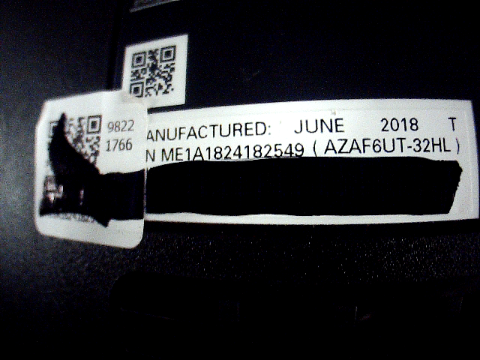 9822
1766
ANUFACTURED: JUNE 2018 T
N ME1A1824182549 ( AZAF6UT-32HL )